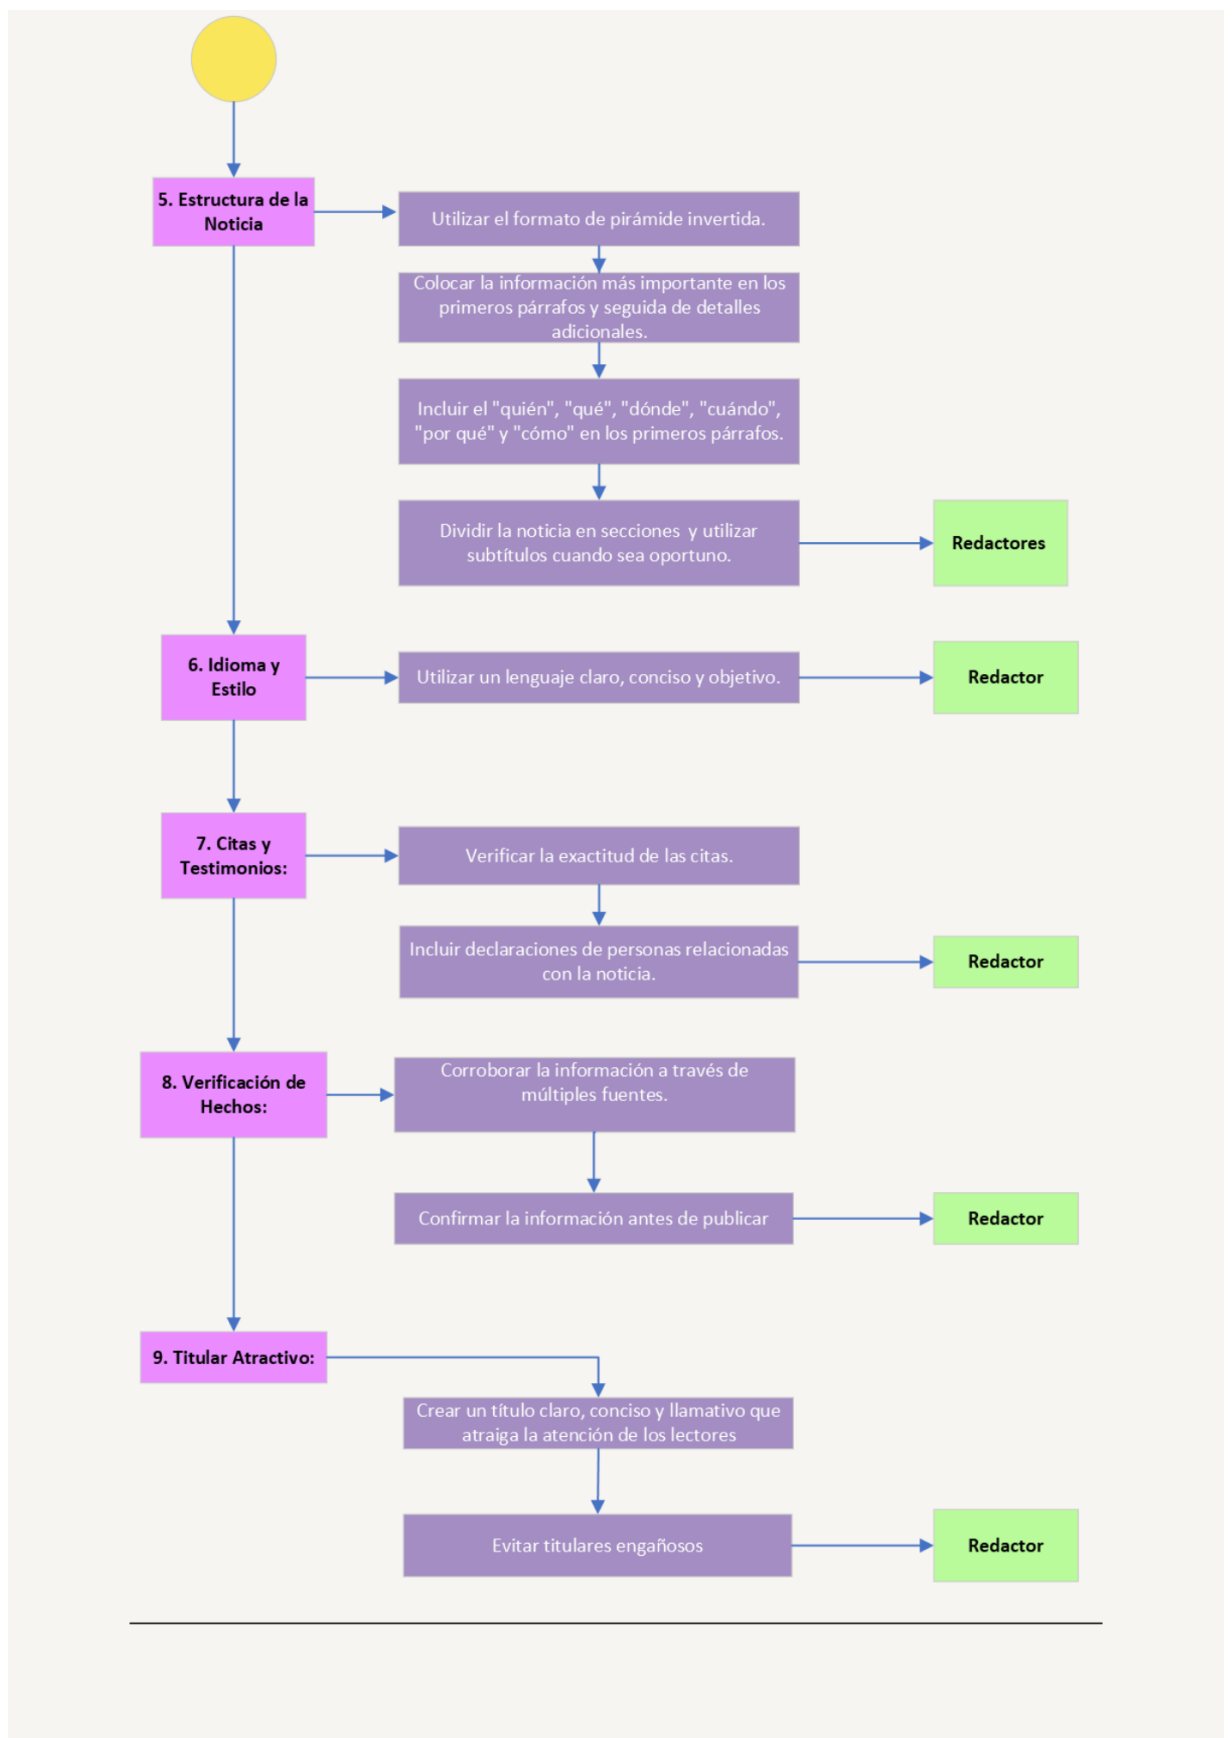 5. Estructura de la
Noticia
Utilizar el formato de pirámide invertida.
Colocar la información más importante en los
primeros párrafos y seguida de detalles
adicionales.
Incluir el "quién", "qué", "dónde", "cuándo",
"por qué" y "cómo" en los primeros párrafos.
Dividir la noticia en secciones y utilizar
subtítulos cuando sea oportuno.
Redactores
6. Idioma y
Estilo
Utilizar un lenguaje claro, conciso y objetivo.
Redactor
7. Citas y
Testimonios:
Verificar la exactitud de las citas.
Incluir declaraciones de personas relacionadas
con la noticia.
Redactor
8. Verificación de
Hechos:
Corroborar la información a través de
múltiples fuentes.
Confirmar la información antes de publicar
Redactor
9. Titular Atractivo:
Crear un título claro, conciso y llamativo que
atraiga la atención de los lectores
Evitar titulares engañosos
Redactor